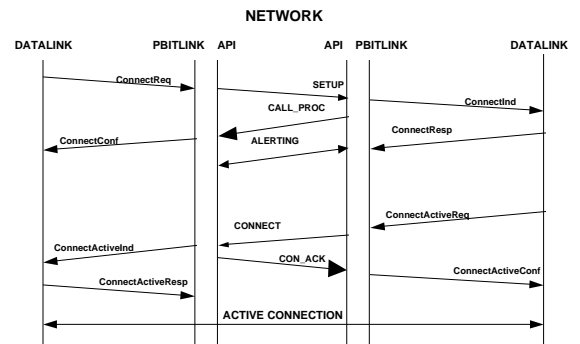 NETWORK
DATALINK PBITLINK API API PBITLINK DATALINK
ConnectReq
SETUP
ConnectInd
CALL_PROC
ConnectResp
ConnectConf
ALERTING
ConnectActiveReq
CONNECT
ConnectActiveInd
CON_ACK
ConnectActiveConf
ConnectActiveResp
ACTIVE CONNECTION